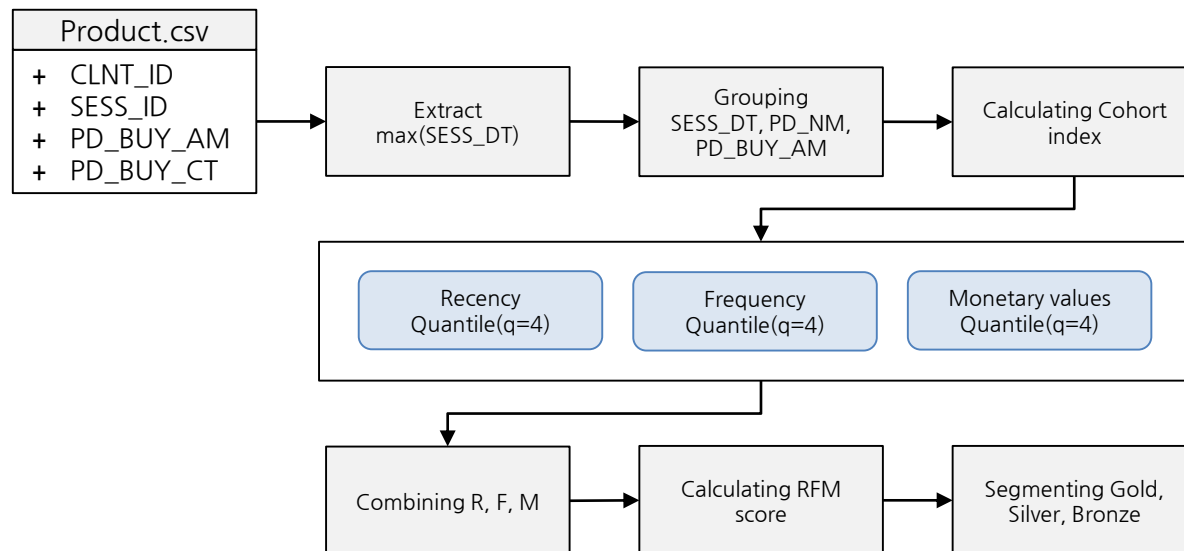 Product.csv
+ CLNT_ID
+ SESS_ID
+ PD_BUY_AM
+ PD_BUY_CT
Extract
max(SESS_DT)
Grouping
SESS_DT, PD_NM,
PD_BUY_AM
Calculating Cohort
index
Recency
Quantile(q=4)
Frequency
Quantile(q=4)
Monetary values
Quantile(q=4)
Combining R, F, M
Calculating RFM
score
Segmenting Gold,
Silver, Bronze